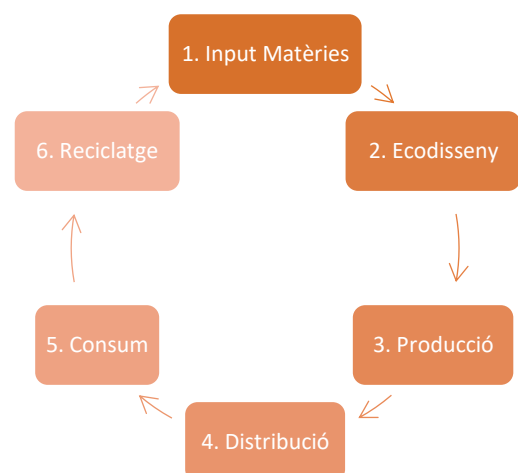 1. Input Matèries
2. Ecodisseny
3. Producció
4. Distribució
5. Consum
6. Reciclatge